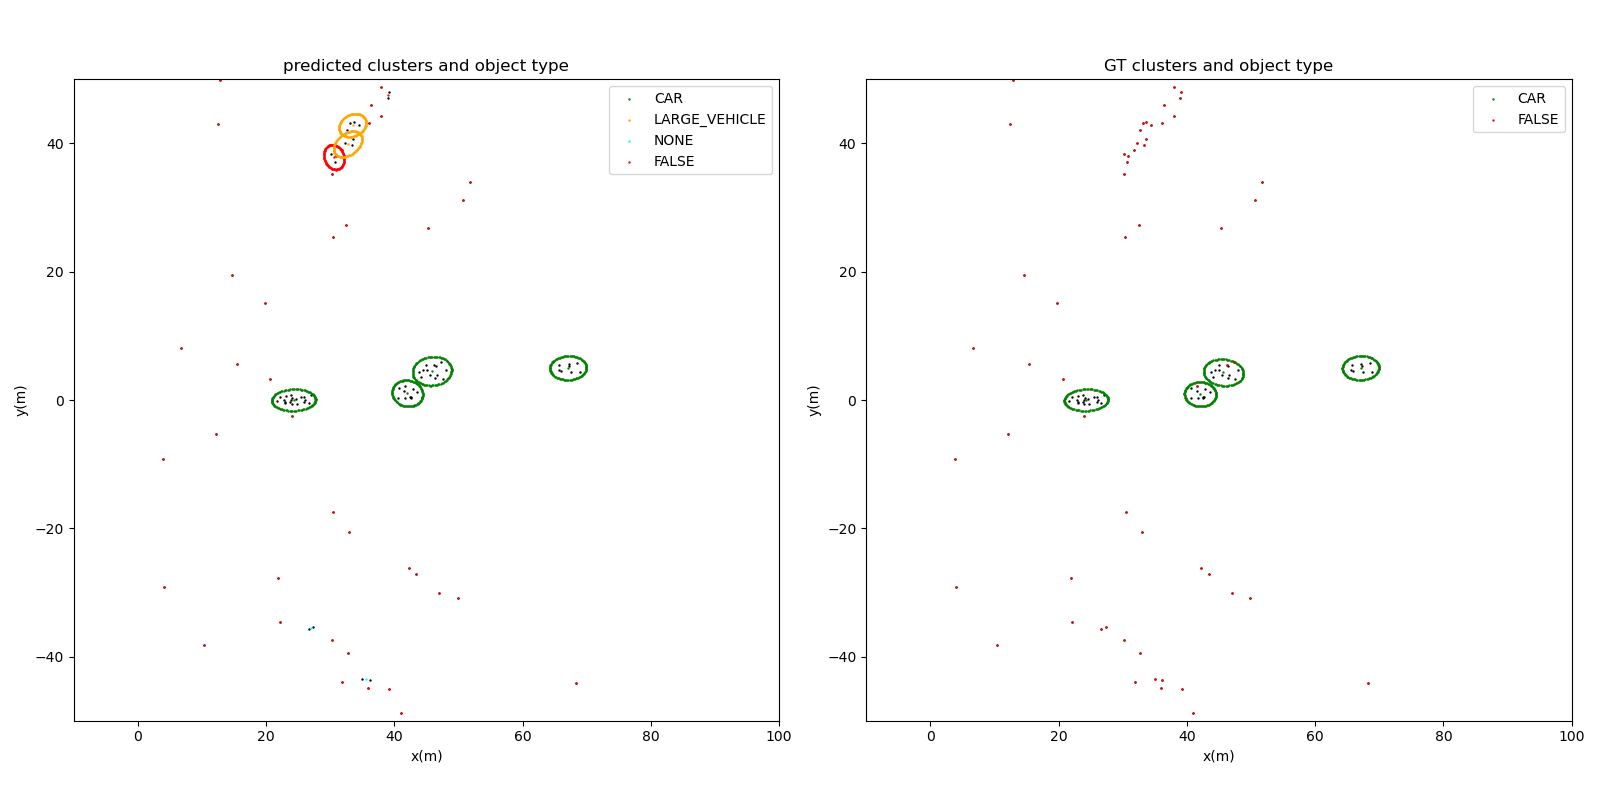 predicted clusters and object type
CAR
LARGE_VEHICLE
NONE
FALSE
40
20
0
−20
−40
y(m)
0
20
40
60
80
100
x(m)
GT clusters and object type
CAR
FALSE
40
20
0
−20
−40
y(m)
0
20
40
60
80
100
x(m)